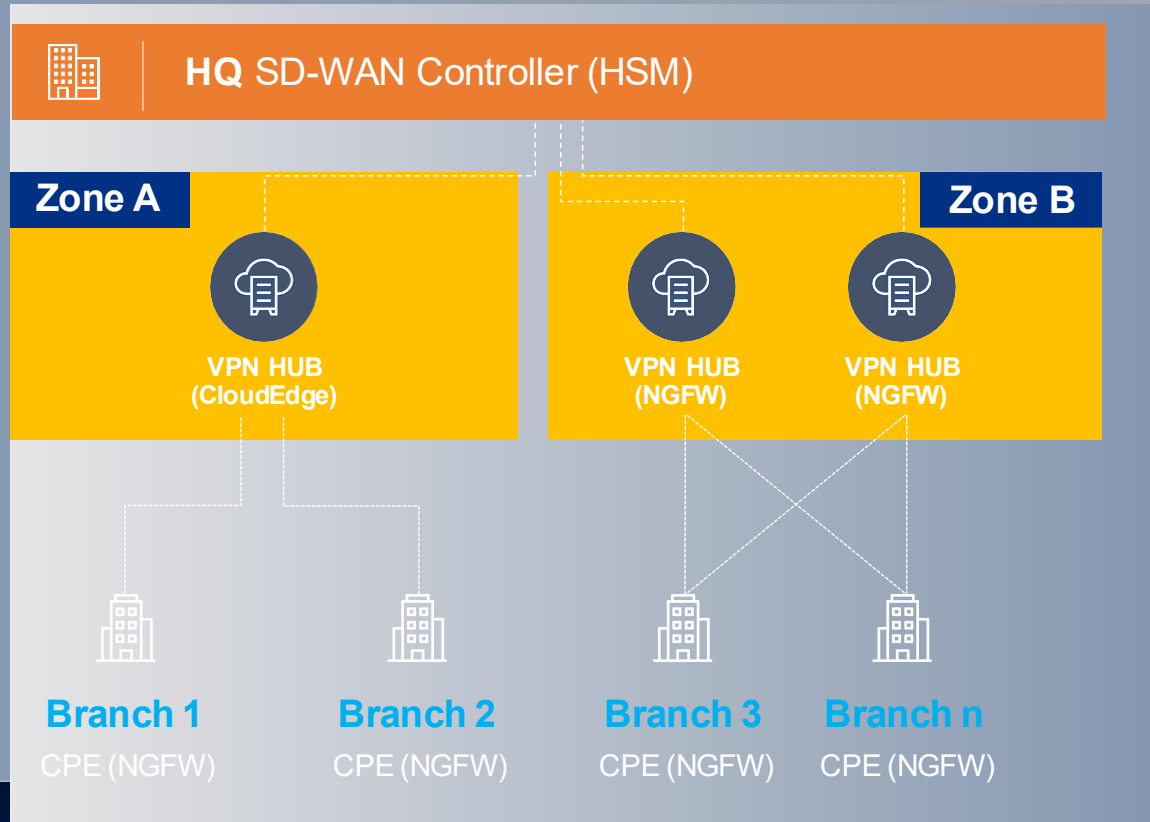 HQ SD-WAN Controller (HSM)
Zone A
Zone B
VPN HUB
(CloudEdge)
VPN HUB
(NGFW)
VPN HUB
(NGFW)
Branch 1
CPE (NGFW)
Branch 2
CPE (NGFW)
Branch 3
CPE (NGFW)
Branch n
CPE (NGFW)